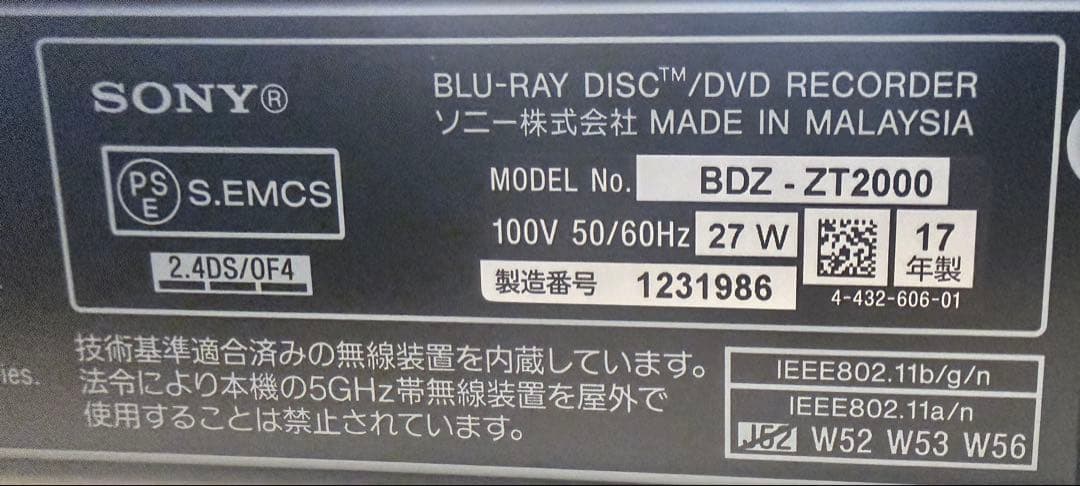 SONY®
BLU-RAY DISC™/DVD RECORDER
ソニー株式会社 MADE IN MALAYSIA
PS
E
S.EMCS
MODEL No. BDZ - ZT2000
100V 50/60Hz 27 W
17
年製
2.4DS/OF4
製造番号 1231986
4-432-606-01
技術基準適合済みの無線装置を内蔵しています。
法令により本機の5GHz帯無線装置を屋外で
使用することは禁止されています。
ies.
IEEE802.11b/g/n
IEEE802.11a/n
J52 W52 W53 W56